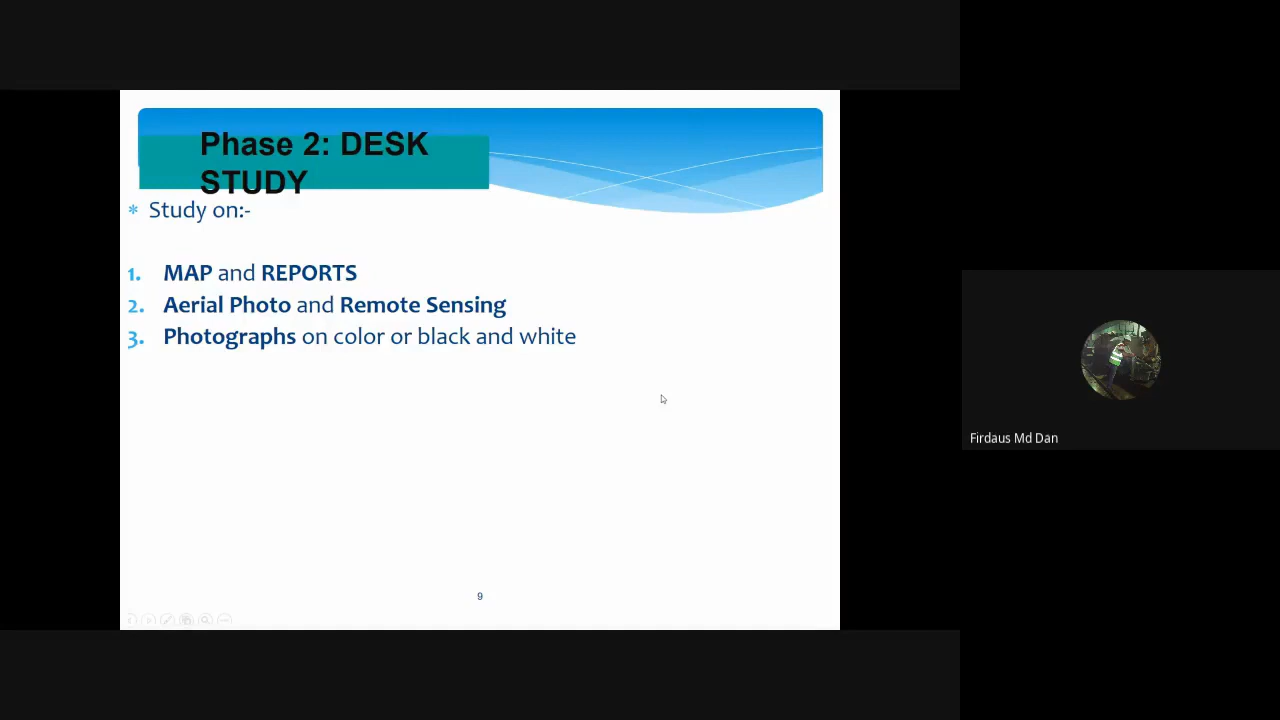 Phase 2: DESK
STUDY
* Study on:-
1. MAP and REPORTS
2. Aerial Photo and Remote Sensing
3. Photographs on color or black and white
9
Firdaus Md Dan